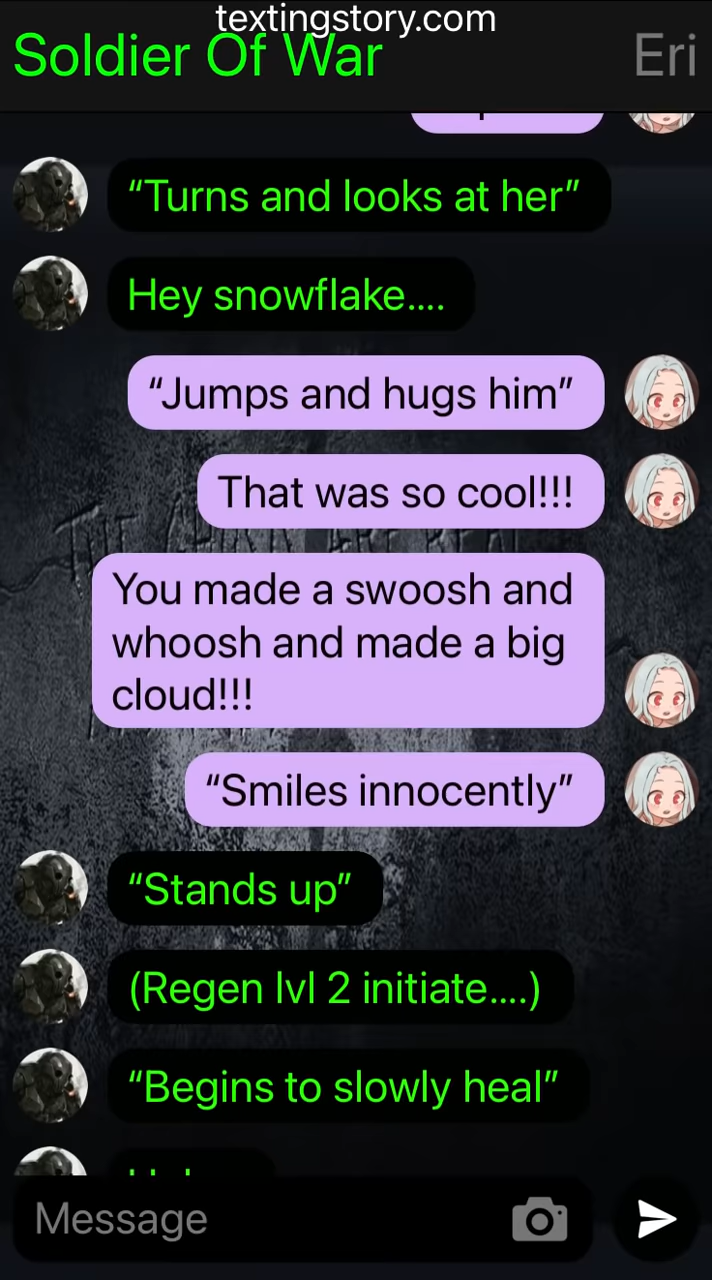 textingstory.com
Soldier Of War
Eri
“Turns and looks at her”
Hey snowflake....
“Jumps and hugs him”
That was so cool!!!
You made a swoosh and
whoosh and made a big
cloud!!!
“Smiles innocently”
“Stands up”
(Regen lvl 2 initiate....)
“Begins to slowly heal”
Message